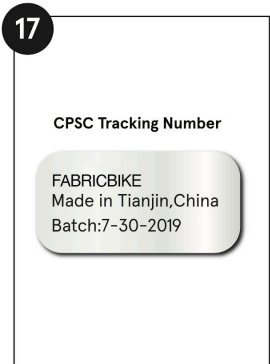 17
CPSC Tracking Number
FABRICBIKE
Made in Tianjin,China
Batch:7-30-2019